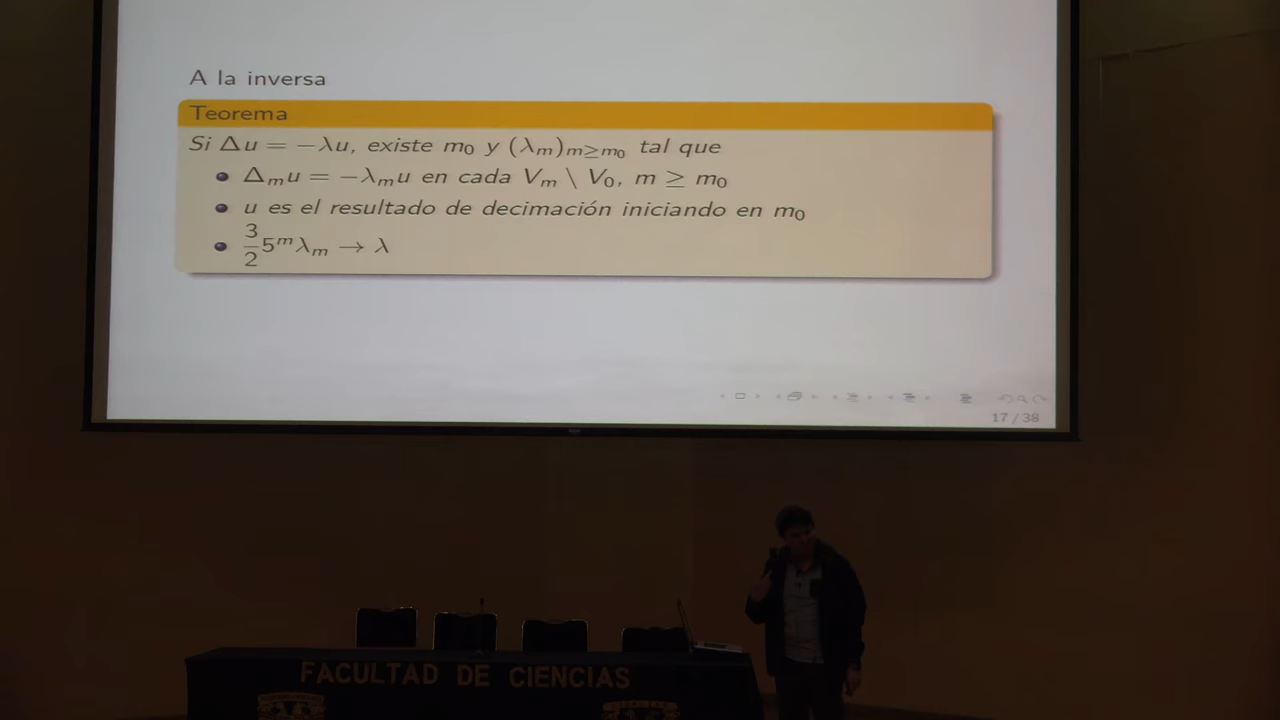 A la inversa
Teorema
Si Δu = −λu, existe m₀ y (λₘ)ₘ≥ₘ₀ tal que
Δₘu = −λₘu en cada Vₘ \ V₀, m ≥ m₀
u es el resultado de decimación iniciando en m₀
3/2 5ᵐλₘ → λ
17 / 38
FACULTAD DE CIENCIAS